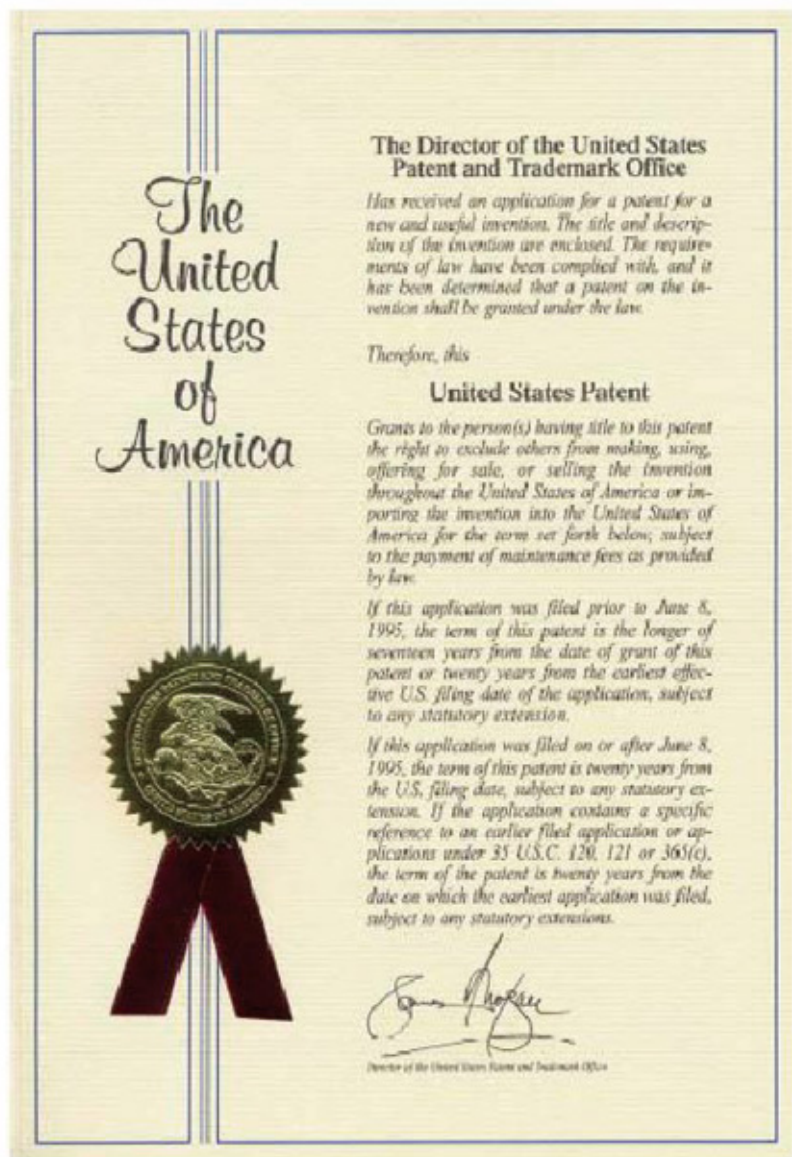 The
United
States
of
America
The Director of the United States
Patent and Trademark Office
Has received an application for a patent for a
new and useful invention. The title and descrip-
tion of the invention are enclosed. The require-
ments of law have been complied with, and it
has been determined that a patent on the in-
vention shall be granted under the law.
Therefore, this
United States Patent
Grants to the person(s) having title to this patent
the right to exclude others from making, using,
offering for sale, or selling the invention
throughout the United States of America or im-
porting the invention into the United States of
America for the term set forth below, subject
to the payment of maintenance fees as provided
by law.
If this application was filed prior to June 8,
1995, the term of this patent is the longer of
seventeen years from the date of grant of this
patent or twenty years from the earliest effec-
tive U.S. filing date of the application, subject
to any statutory extension.
If this application was filed on or after June 8,
1995, the term of this patent is twenty years from
the U.S. filing date, subject to any statutory ex-
tension. If the application contains a specific
reference to an earlier filed application or ap-
plications under 35 U.S.C. 120, 121 or 365(c),
the term of the patent is twenty years from the
date on which the earliest application was filed,
subject to any statutory extensions.
Director of the United States Patent and Trademark Office